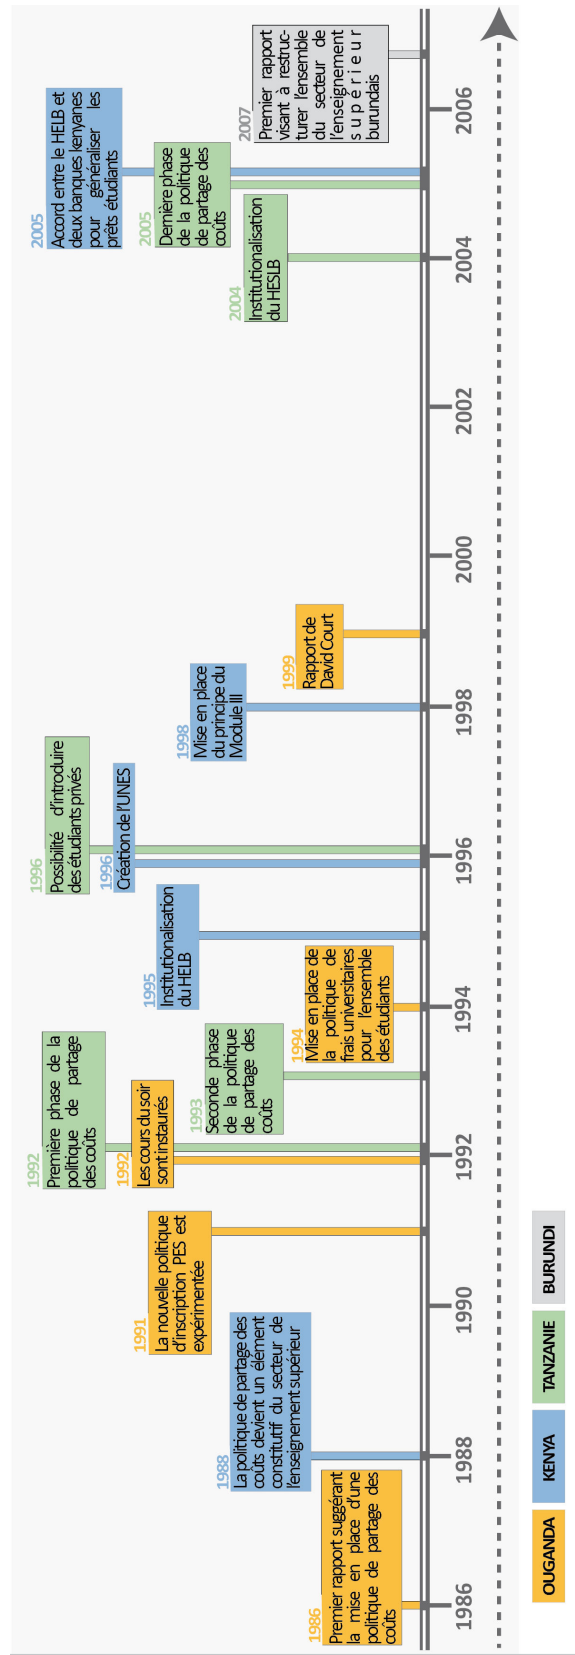 1986
Premier rapport suggérant
la mise en place d'une
politique de partage des
coûts
1988
La politique de partage des
coûts devient un élément
constitutif du secteur de
l'enseignement supérieur
1991
La nouvelle politique
d'inscription PES est
expérimentée
1992
Première phase de la
politique de partage
des coûts
1992
Les cours du soir
sont instaurés
1993
Seconde phase
de la politique
de partage des
coûts
1994
Mise en place de
la politique de
frais universitaires
pour l'ensemble
des étudiants
1995
Institutionalisation
du HELB
1996
Possibilité d'introduire
des étudiants privés
1996
Création de l'UNES
1998
Mise en place
du principe du
Module III
1999
Rapport de
David Court
2004
Institutionalisation
du HESLB
2005
Accord entre le HELB et
deux banques kenyanes
pour généraliser les
prêts étudiants
2005
Dernière phase
de la politique
de partage des
coûts
2007
Premier rapport
visant à restruc-
turer l'ensemble
du secteur de
l'enseignement
supérieur
burundais
1986 1988 1990 1992 1994 1996 1998 2000 2002 2004 2006
OUGANDA KENYA TANZANIE BURUNDI